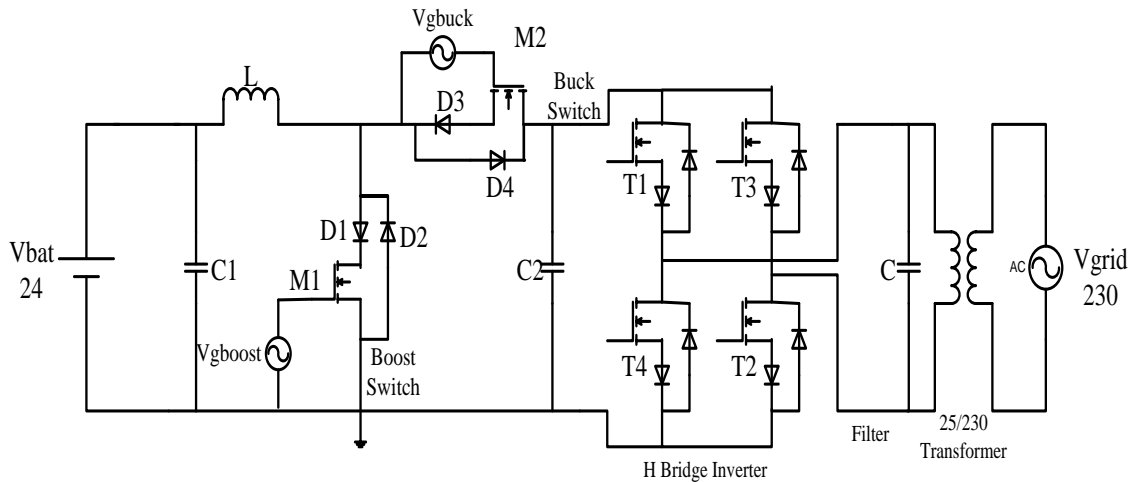 Vgbuck
M2
L
Buck
Switch
D3
D4
T1
T3
D1
D2
Vbat
24
C1
M1
C2
C
AC
Vgrid
230
Vgboost
Boost
Switch
T4
T2
Filter
25/230
Transformer
H Bridge Inverter